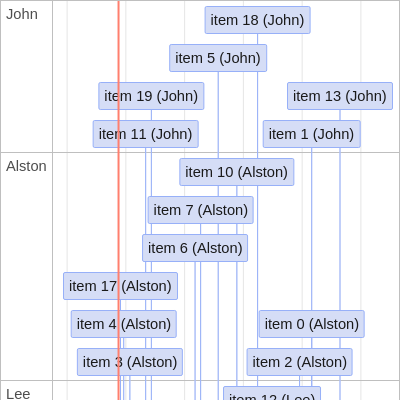 John
item 18 (John)
item 5 (John)
item 19 (John)
item 13 (John)
item 11 (John)
item 1 (John)
Alston
item 10 (Alston)
item 7 (Alston)
item 6 (Alston)
item 17 (Alston)
item 4 (Alston)
item 0 (Alston)
item 3 (Alston)
item 2 (Alston)
Lee
item 12 (Lee)